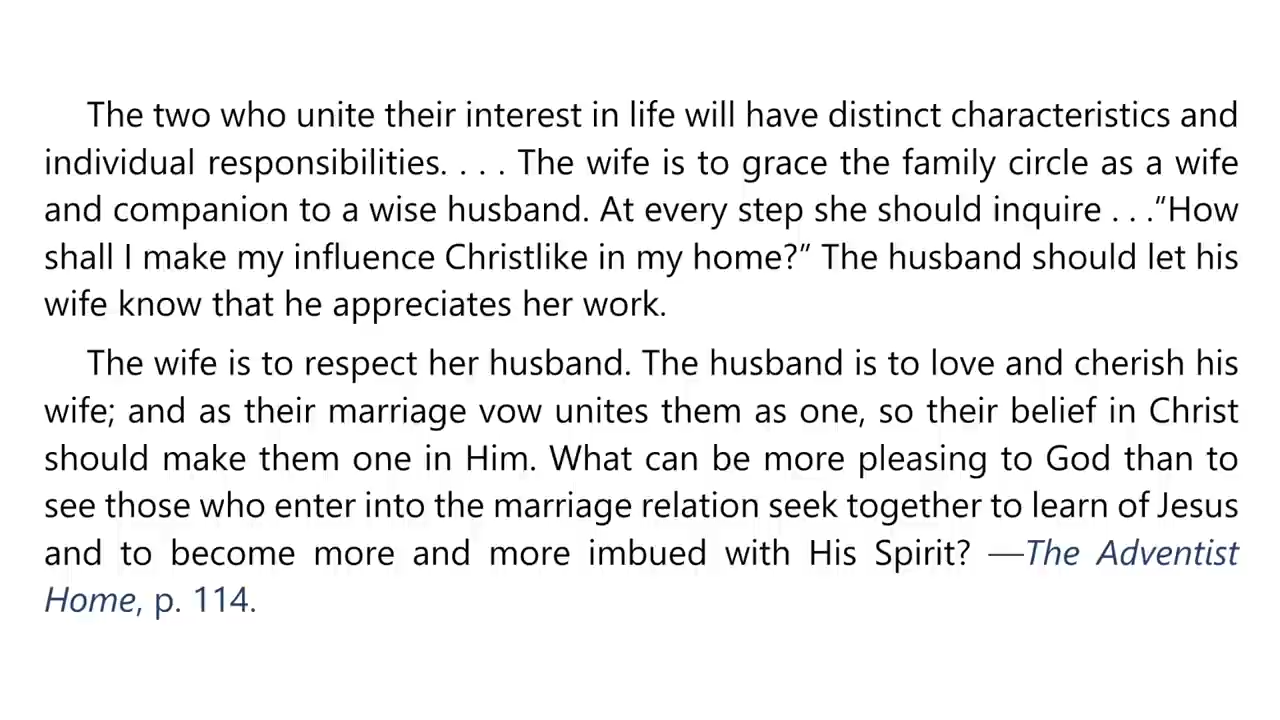 The two who unite their interest in life will have distinct characteristics and
individual responsibilities. . . . The wife is to grace the family circle as a wife
and companion to a wise husband. At every step she should inquire . . .“How
shall I make my influence Christlike in my home?” The husband should let his
wife know that he appreciates her work.
The wife is to respect her husband. The husband is to love and cherish his
wife; and as their marriage vow unites them as one, so their belief in Christ
should make them one in Him. What can be more pleasing to God than to
see those who enter into the marriage relation seek together to learn of Jesus
and to become more and more imbued with His Spirit? —The Adventist
Home, p. 114.